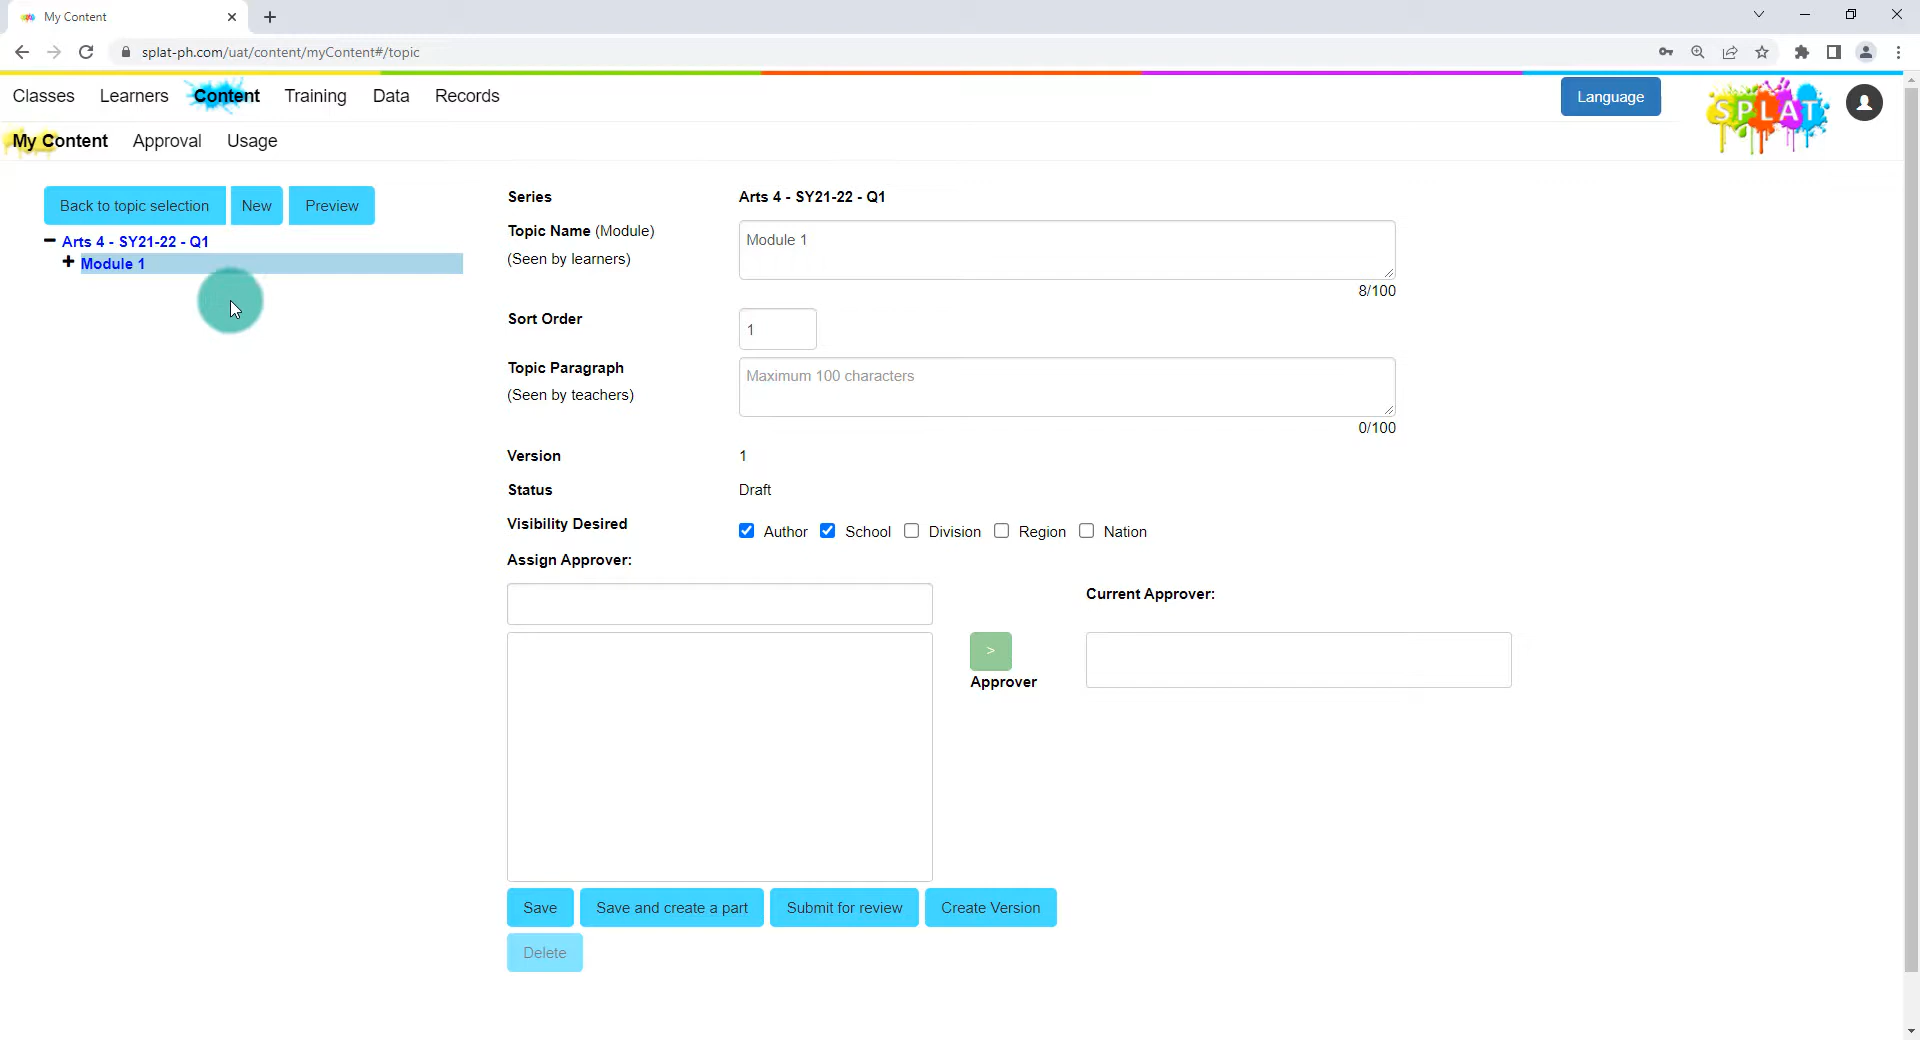 My Content
splat-ph.com/uat/content/myContent#/topic
Classes Learners Content Training Data Records
Language
SPLAT
My Content Approval Usage
Back to topic selection New Preview
Arts 4 - SY21-22 - Q1
Module 1
Series Arts 4 - SY21-22 - Q1
Topic Name (Module)
(Seen by learners)
Module 1
8/100
Sort Order 1
Topic Paragraph
(Seen by teachers)
Maximum 100 characters
0/100
Version 1
Status Draft
Visibility Desired Author School Division Region Nation
Assign Approver:
Current Approver:
>
Approver
Save Save and create a part Submit for review Create Version
Delete